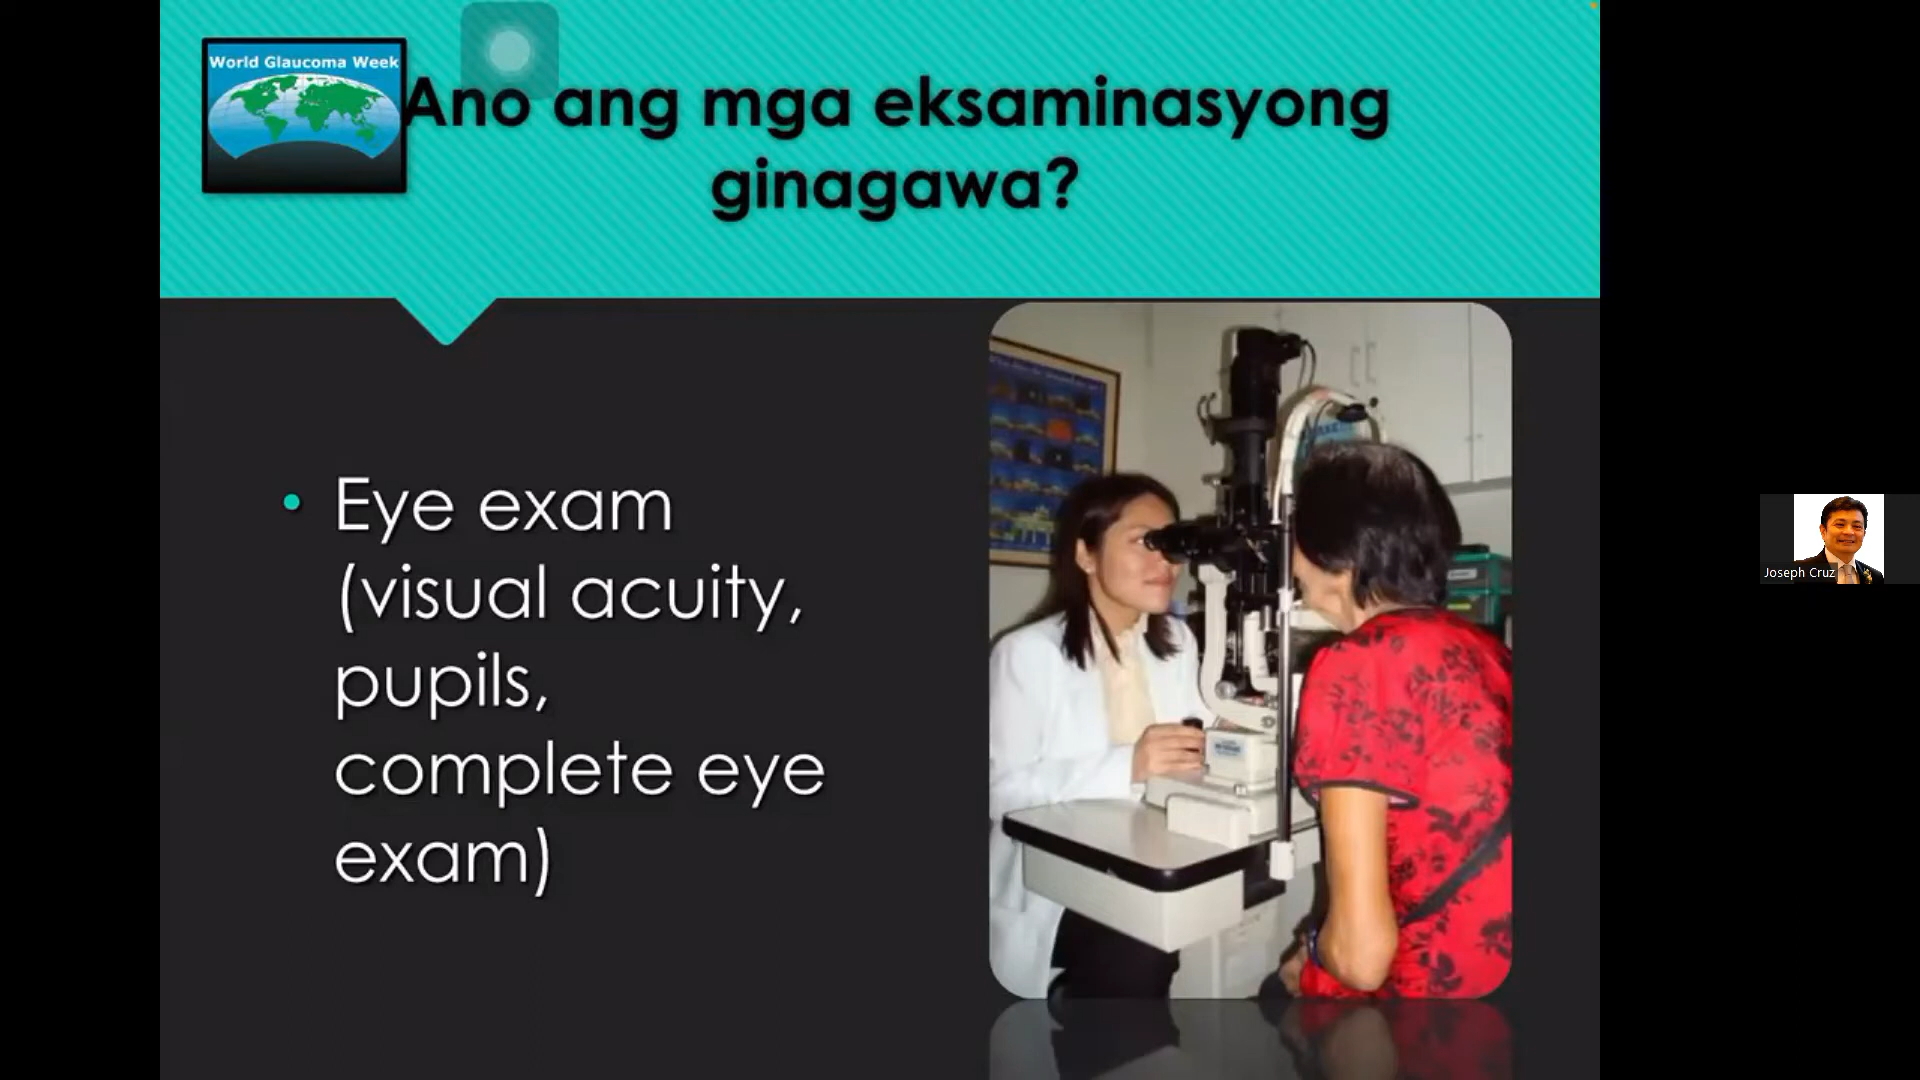 World Glaucoma Week
Ano ang mga eksaminasyong
ginagawa?
• Eye exam
(visual acuity,
pupils,
complete eye
exam)
Joseph Cruz